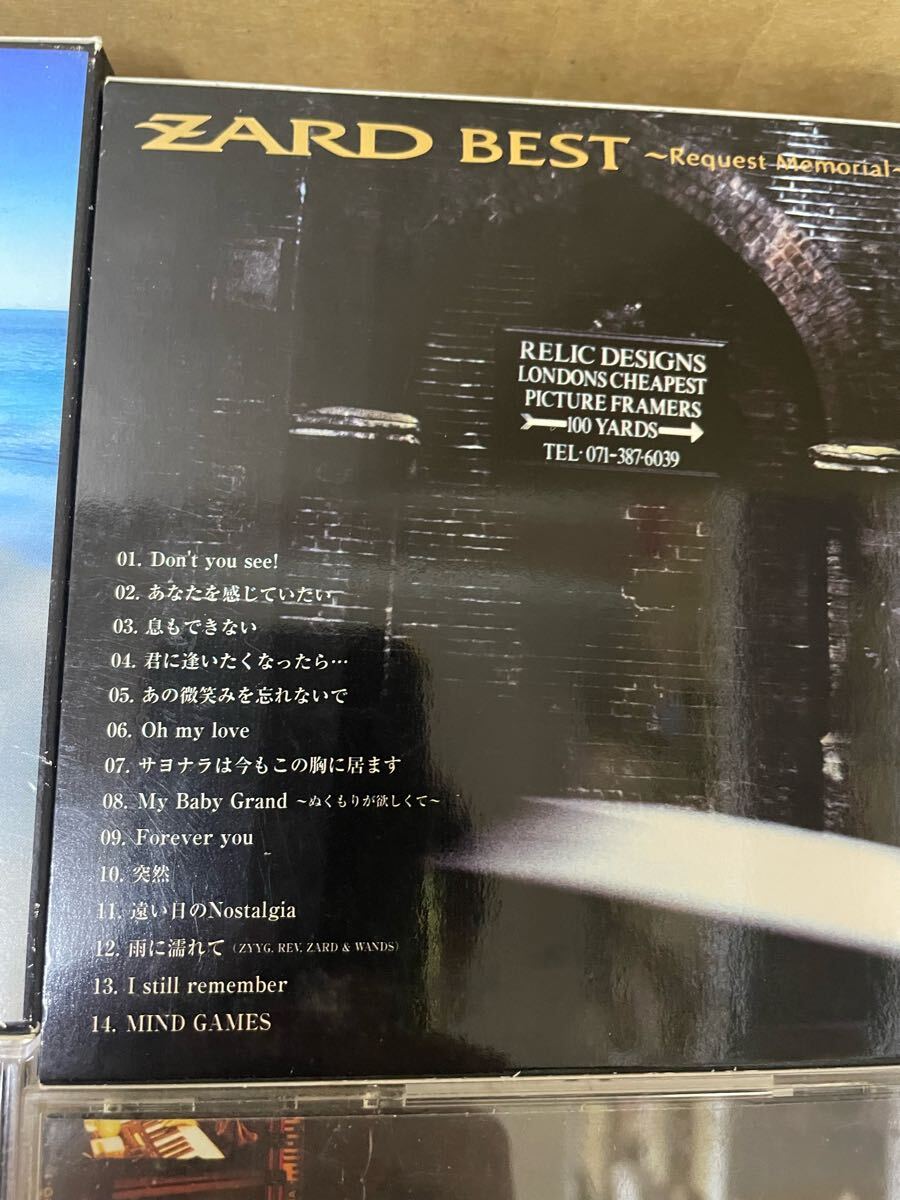 ZARD BEST ~Request Memorial~
RELIC DESIGNS
LONDONS CHEAPEST
PICTURE FRAMERS
100 YARDS
TEL· 071-387-6039
01. Don't you see!
02. あなたを感じていたい
03. 息もできない
04. 君に逢いたくなったら…
05. あの微笑みを忘れないで
06. Oh my love
07. サヨナラは今もこの胸に居ます
08. My Baby Grand ～ぬくもりが欲しくて～
09. Forever you
10. 突然
11. 遠い日のNostalgia
12. 雨に濡れて (ZYYG, REV, ZARD & WANDS)
13. I still remember
14. MIND GAMES